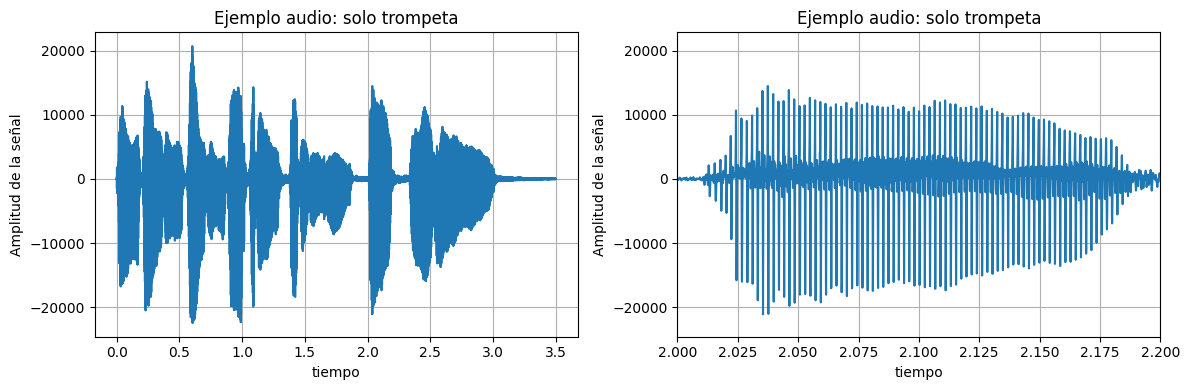 Ejemplo audio: solo trompeta
Amplitud de la señal
20000
10000
0
−10000
−20000
0.0 0.5 1.0 1.5 2.0 2.5 3.0 3.5
tiempo
Ejemplo audio: solo trompeta
Amplitud de la señal
20000
10000
0
−10000
−20000
2.000 2.025 2.050 2.075 2.100 2.125 2.150 2.175 2.200
tiempo